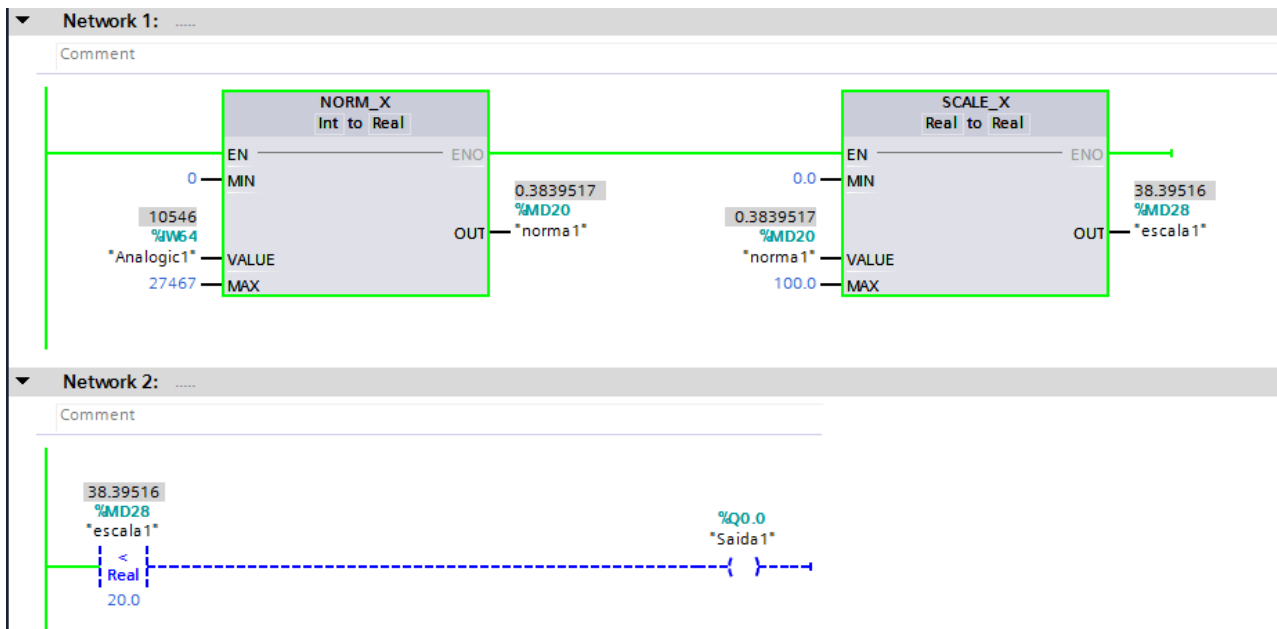 Network 1: .....
Comment
NORM_X
Int to Real
EN ENO
0 MIN
0.3839517
%MD20
"norma1"
OUT
10546
%IW64
"Analogic1"
VALUE
27467 MAX
SCALE_X
Real to Real
EN ENO
0.0 MIN
38.39516
%MD28
"escala1"
OUT
0.3839517
%MD20
"norma1"
VALUE
100.0 MAX
Network 2: .....
Comment
38.39516
%MD28
"escala1"
<
Real
20.0
%Q0.0
"Saida1"